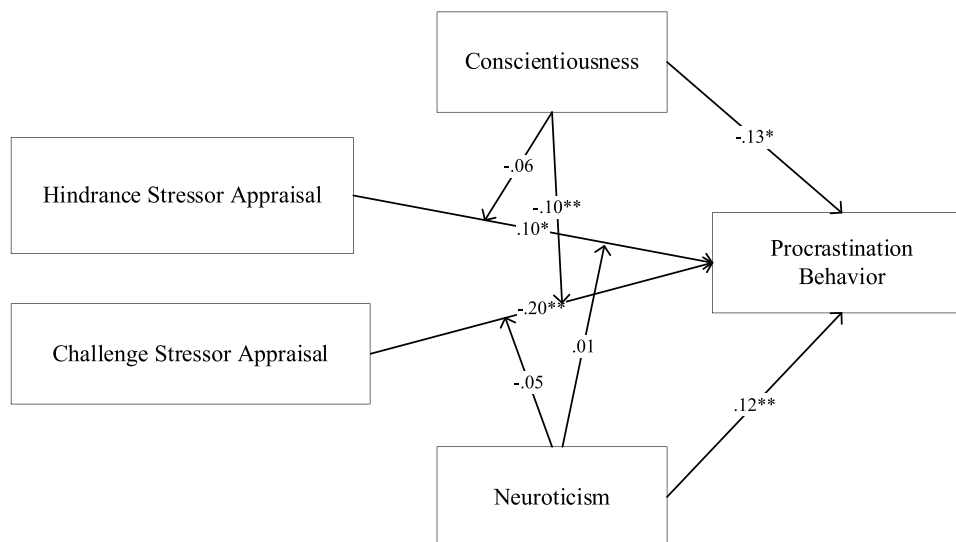 Conscientiousness
-.13*
-.06
Hindrance Stressor Appraisal
-.10**
.10*
Procrastination
Behavior
-.20**
Challenge Stressor Appraisal
.01
-.05
.12**
Neuroticism